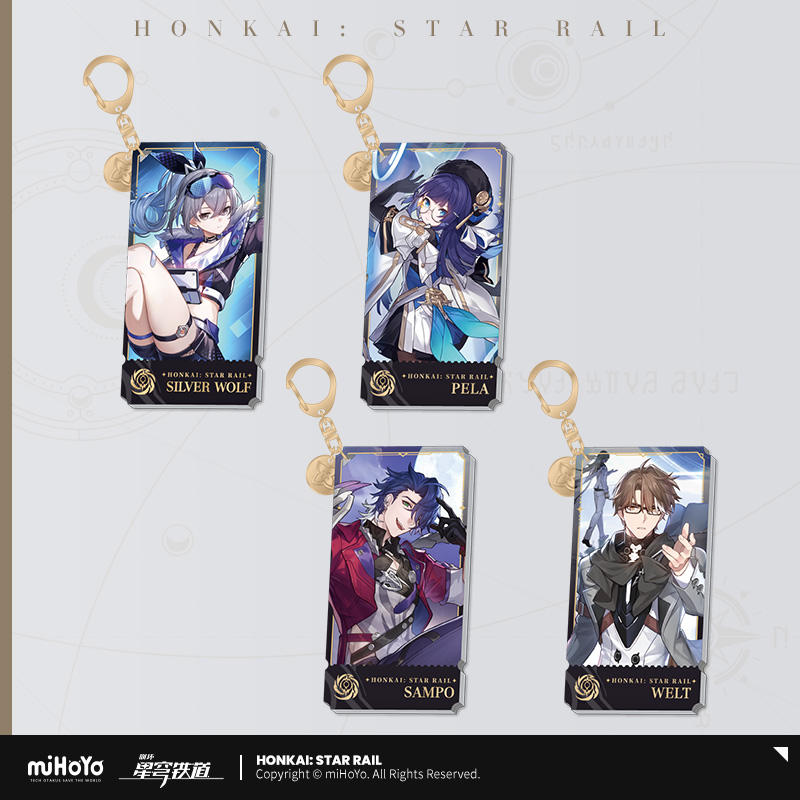 HONKAI: STAR RAIL
HONKAI: STAR RAIL
SILVER WOLF
HONKAI: STAR RAIL
PELA
HONKAI: STAR RAIL
SAMPO
HONKAI: STAR RAIL
WELT
miHoYo
TECH OTAKUS SAVE THE WORLD
崩坏
星穹铁道
HONKAI: STAR RAIL
Copyright © miHoYo. All Rights Reserved.